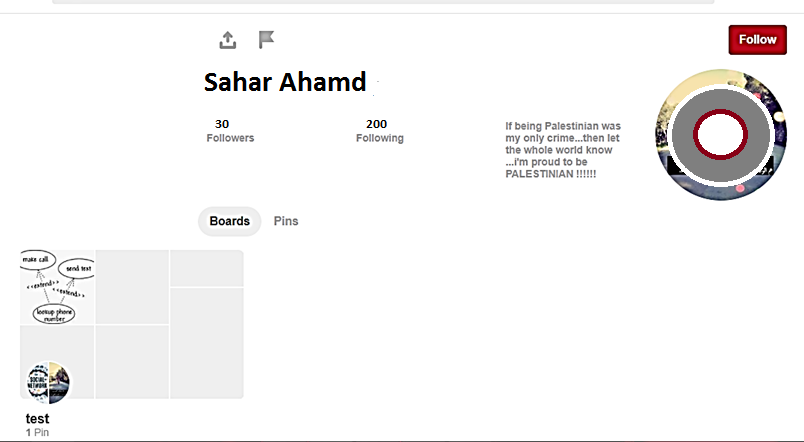 Follow
Sahar Ahamd
30
Followers
200
Following
If being Palestinian was
my only crime...then let
the whole world know
...i'm proud to be
PALESTINIAN !!!!!!
Boards
Pins
make call
send text
<<extend>>
<<extend>>
lookup phone
number
SOCIAL
NETWORK
test
1 Pin